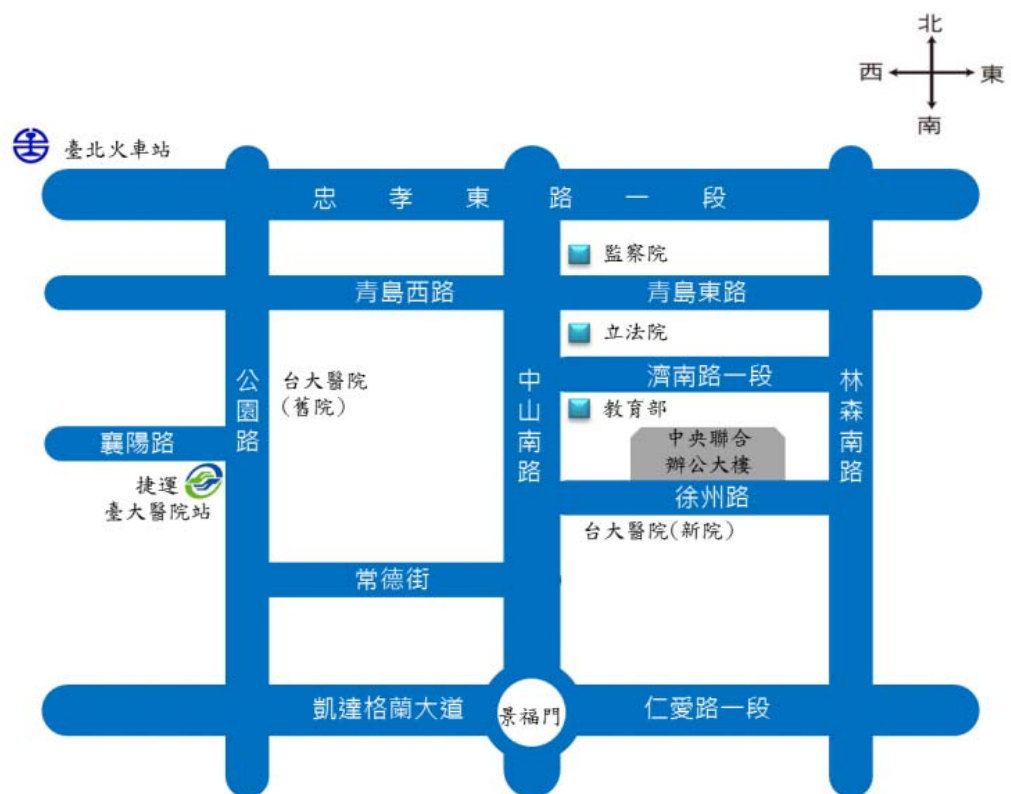 北
西 東
南
臺北火車站
忠孝東路一段
監察院
青島西路
青島東路
立法院
公園路
台大醫院
(舊院)
中山南路
濟南路一段
林森南路
教育部
襄陽路
中央聯合
辦公大樓
捷運
臺大醫院站
徐州路
台大醫院(新院)
常德街
凱達格蘭大道
景福門
仁愛路一段